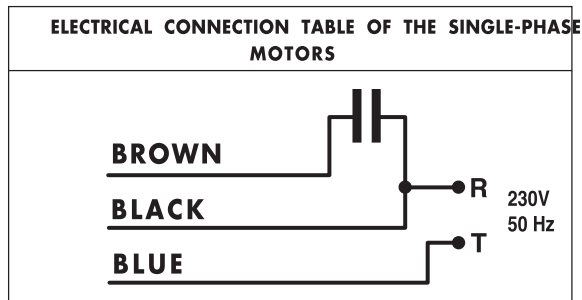 ELECTRICAL CONNECTION TABLE OF THE SINGLE-PHASE
MOTORS
BROWN
BLACK
BLUE
R
T
230V
50 Hz